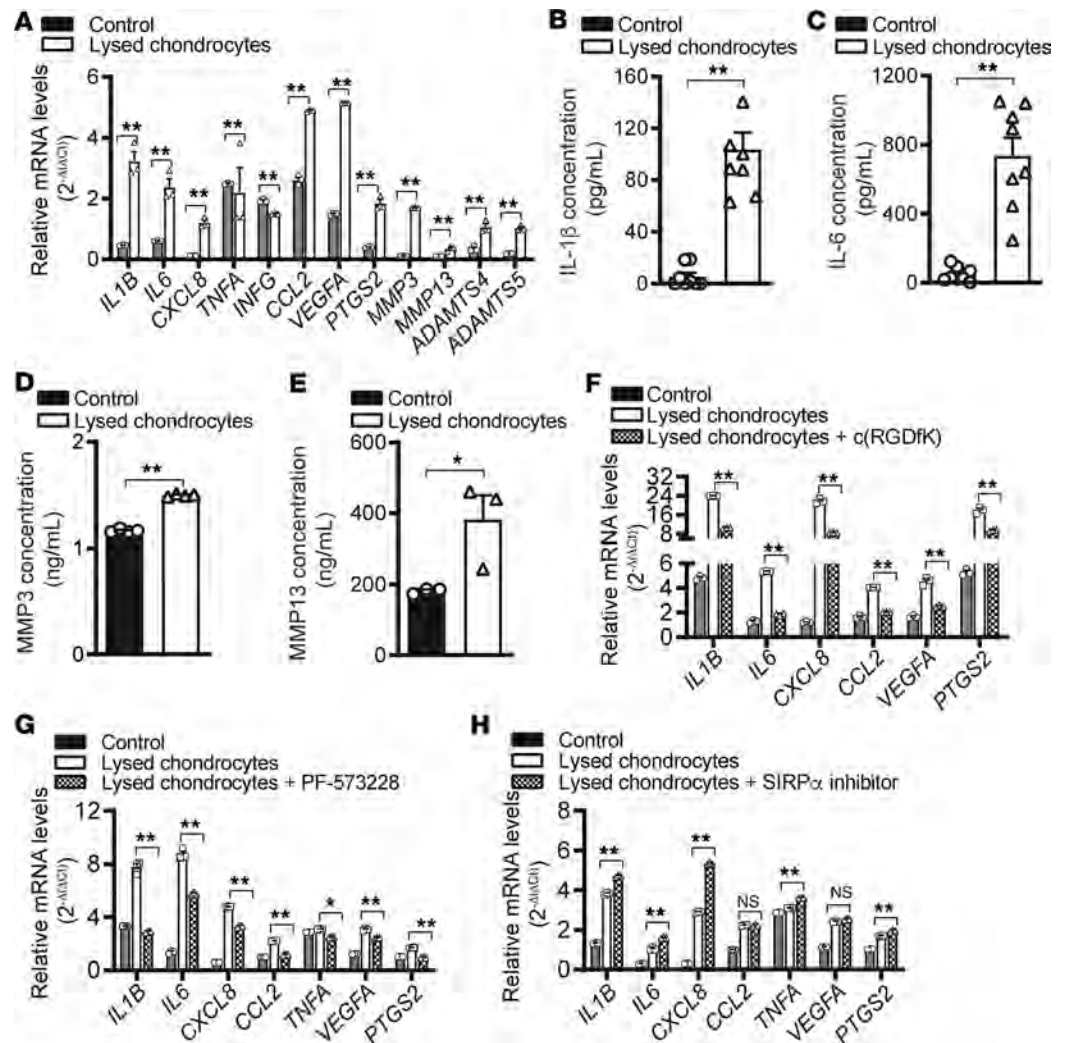 A
Control
Lysed chondrocytes
Relative mRNA levels
(2^-Δ(ΔCt))
6
4
2
0
** ** ** ** ** ** ** ** ** ** ** **
IL1B IL6 CXCL8 TNFA INFG CCL2 VEGFA PTGS2 MMP3 MMP13 ADAMTS4 ADAMTS5
B
Control
Lysed chondrocytes
IL-1β concentration
(pg/mL)
160
120
80
40
0
**
C
Control
Lysed chondrocytes
IL-6 concentration
(pg/mL)
1200
800
400
0
**
D
Control
Lysed chondrocytes
MMP3 concentration
(ng/mL)
2
1
0
**
E
Control
Lysed chondrocytes
MMP13 concentration
(ng/mL)
600
400
200
0
*
F
Control
Lysed chondrocytes
Lysed chondrocytes + c(RGDfK)
Relative mRNA levels
(2^-Δ(ΔCt))
32
24
16
8
6
4
2
0
** ** ** ** ** **
IL1B IL6 CXCL8 CCL2 VEGFA PTGS2
G
Control
Lysed chondrocytes
Lysed chondrocytes + PF-573228
Relative mRNA levels
(2^-Δ(ΔCt))
12
8
4
0
** ** ** ** * ** **
IL1B IL6 CXCL8 CCL2 TNFA VEGFA PTGS2
H
Control
Lysed chondrocytes
Lysed chondrocytes + SIRPα inhibitor
Relative mRNA levels
(2^-Δ(ΔCt))
8
6
4
2
0
** ** ** NS ** NS **
IL1B IL6 CXCL8 CCL2 TNFA VEGFA PTGS2